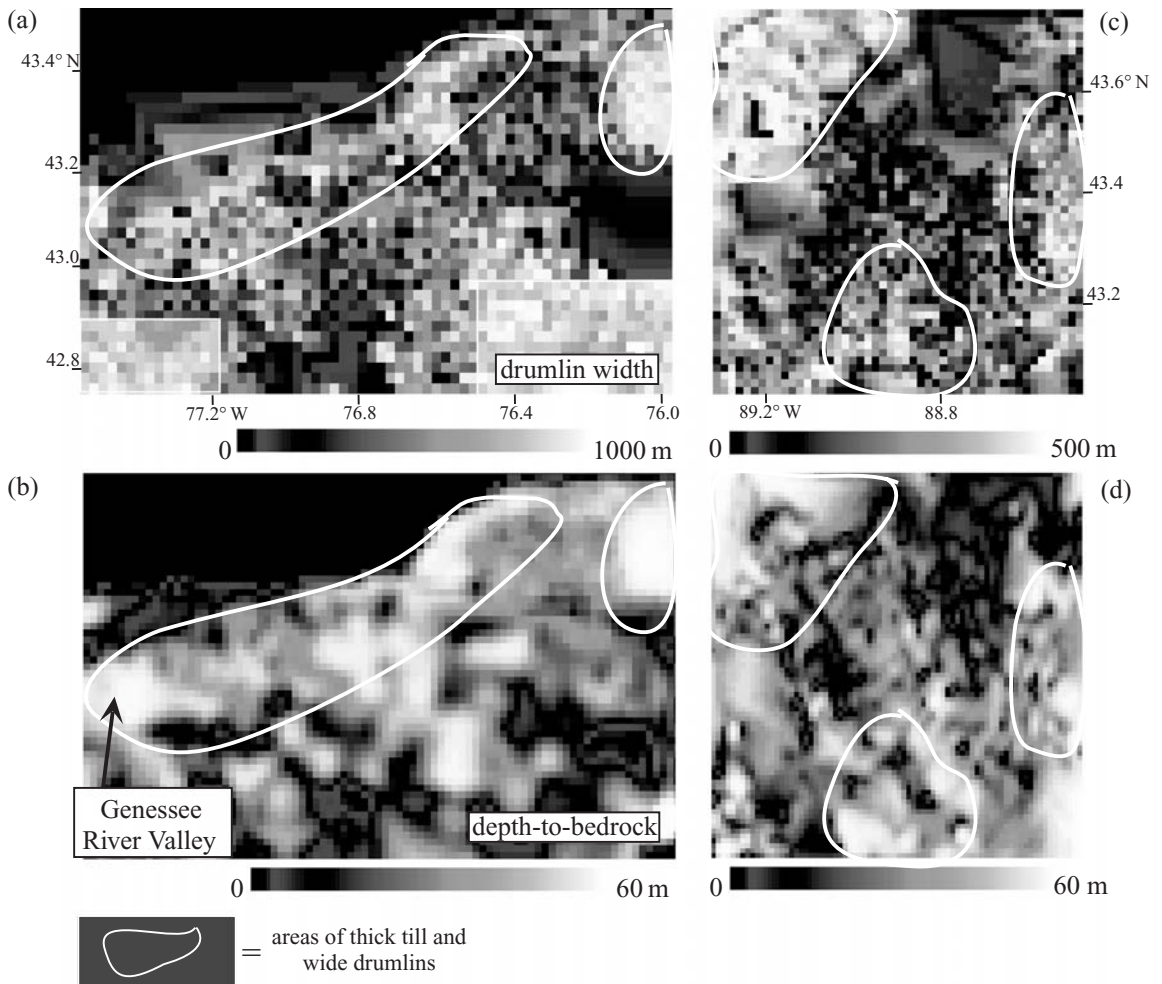 (a)
43.4° N
43.2
43.0
42.8
drumlin width
77.2° W
76.8
76.4
76.0
0
1000 m
(c)
L
43.6° N
43.4
43.2
89.2° W
88.8
0
500 m
(b)
Genessee
River Valley
depth-to-bedrock
0
60 m
(d)
0
60 m
= areas of thick till and
wide drumlins